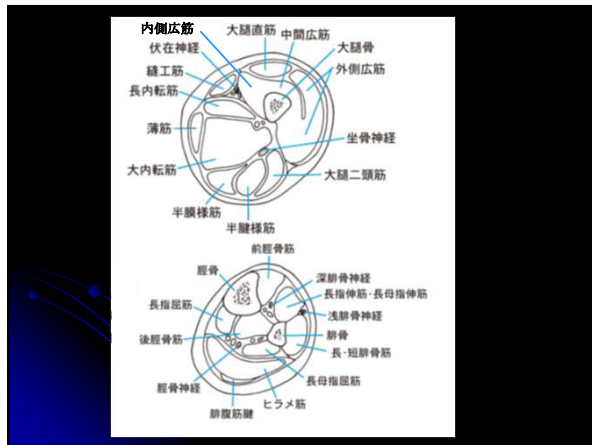 内側広筋
大腿直筋
中間広筋
伏在神経
大腿骨
外側広筋
縫工筋
長内転筋
薄筋
坐骨神経
大内転筋
大腿二頭筋
半膜様筋
半腱様筋
前脛骨筋
脛骨
深腓骨神経
長指伸筋・長母指伸筋
長指屈筋
浅腓骨神経
後脛骨筋
腓骨
長・短腓骨筋
脛骨神経
長母指屈筋
ヒラメ筋
腓腹筋腱